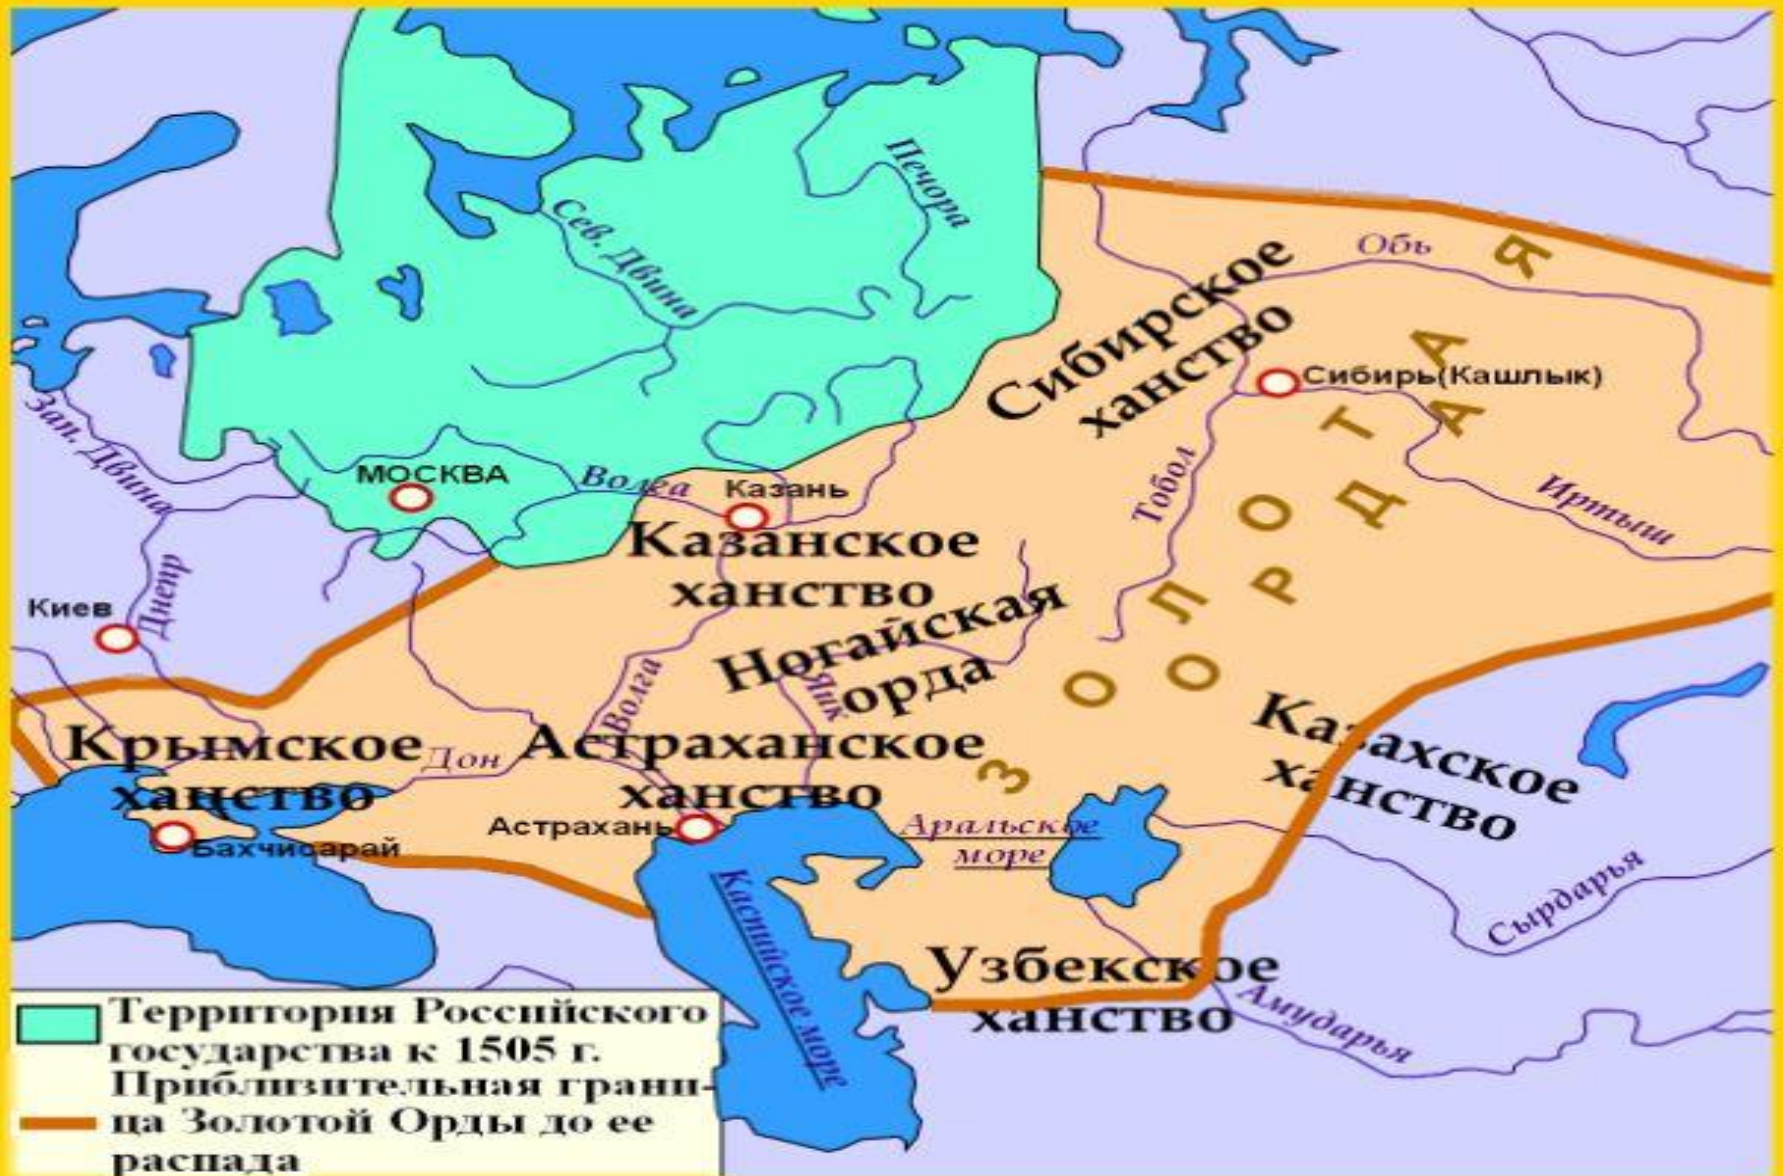 Печора
Сев. Двина
Обь
Сибирское
ханство
Сибирь(Кашлык)
Зап. Двина
МОСКВА
Волга
Казань
Тобол
Иртыш
Казанское
ханство
Киев
Днепр
Ногайская
орда
Волга
Яик
ЗОЛОТАЯ
ОРДА
Крымское
ханство
Дон
Астраханское
ханство
Казахское
ханство
Астрахань
Бахчисарай
Аральское
море
Каспийское море
Сырдарья
Узбекское
ханство
Амударья
Территория Российского
государства к 1505 г.
Приблизительная грани-
ца Золотой Орды до ее
распада